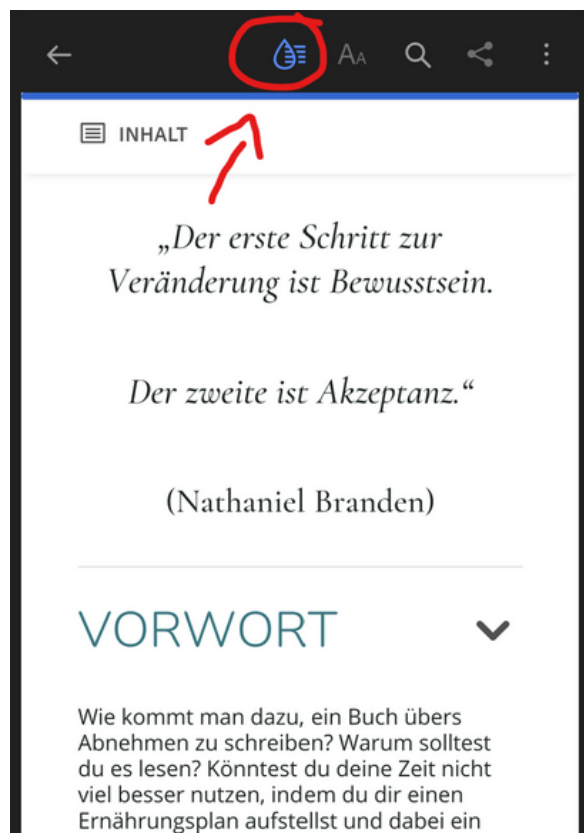 AA
INHALT
„Der erste Schritt zur
Veränderung ist Bewusstsein.
Der zweite ist Akzeptanz.“
(Nathaniel Branden)
VORWORT
Wie kommt man dazu, ein Buch übers
Abnehmen zu schreiben? Warum solltest
du es lesen? Könntest du deine Zeit nicht
viel besser nutzen, indem du dir einen
Ernährungsplan aufstellst und dabei ein